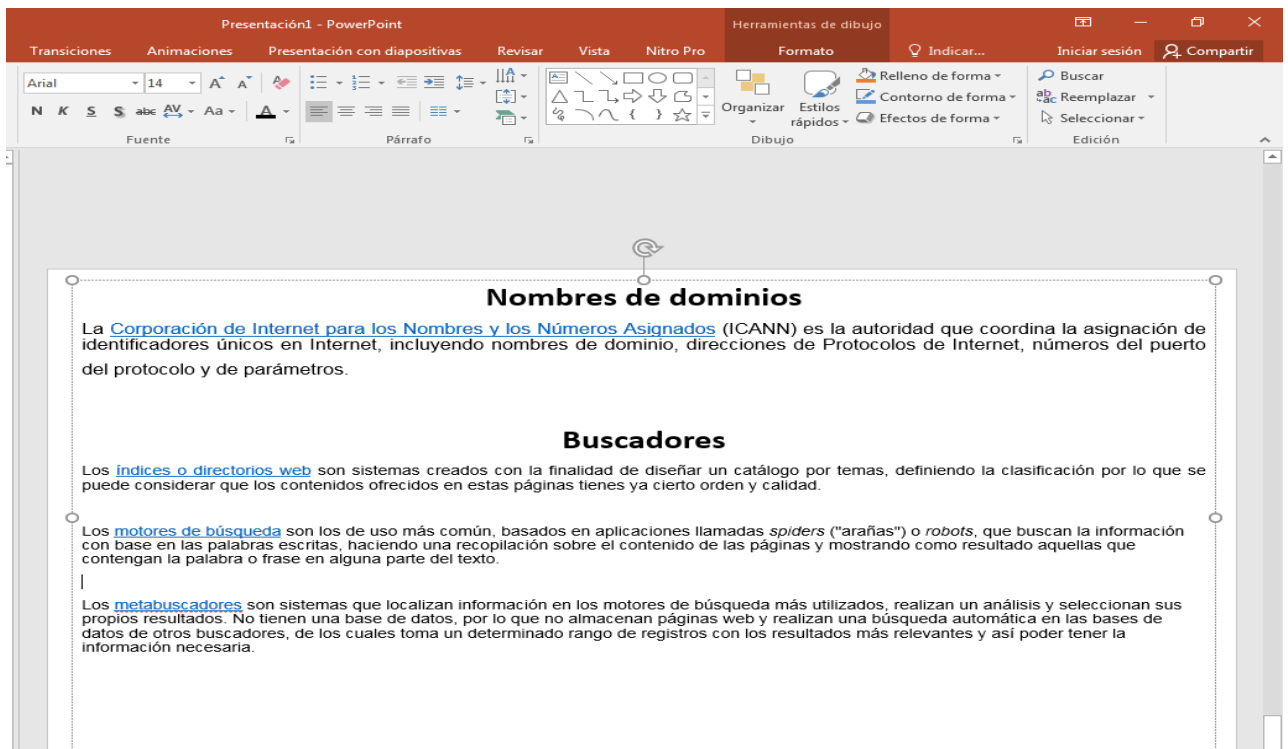 Presentación1 - PowerPoint
Herramientas de dibujo
Transiciones Animaciones Presentación con diapositivas Revisar Vista Nitro Pro Formato Indicar... Iniciar sesión Compartir
Arial 14 A A Relleno de forma Buscar
N K S S abc AV Aa A Organizar Estilos rápidos Contorno de forma Reemplazar
Efectos de forma Seleccionar
Fuente Párrafo Dibujo Edición
Nombres de dominios
La Corporación de Internet para los Nombres y los Números Asignados (ICANN) es la autoridad que coordina la asignación de
identificadores únicos en Internet, incluyendo nombres de dominio, direcciones de Protocolos de Internet, números del puerto
del protocolo y de parámetros.
Buscadores
Los índices o directorios web son sistemas creados con la finalidad de diseñar un catálogo por temas, definiendo la clasificación por lo que se
puede considerar que los contenidos ofrecidos en estas páginas tienes ya cierto orden y calidad.
Los motores de búsqueda son los de uso más común, basados en aplicaciones llamadas spiders ("arañas") o robots, que buscan la información
con base en las palabras escritas, haciendo una recopilación sobre el contenido de las páginas y mostrando como resultado aquellas que
contengan la palabra o frase en alguna parte del texto.
Los metabuscadores son sistemas que localizan información en los motores de búsqueda más utilizados, realizan un análisis y seleccionan sus
propios resultados. No tienen una base de datos, por lo que no almacenan páginas web y realizan una búsqueda automática en las bases de
datos de otros buscadores, de los cuales toma un determinado rango de registros con los resultados más relevantes y así poder tener la
información necesaria.